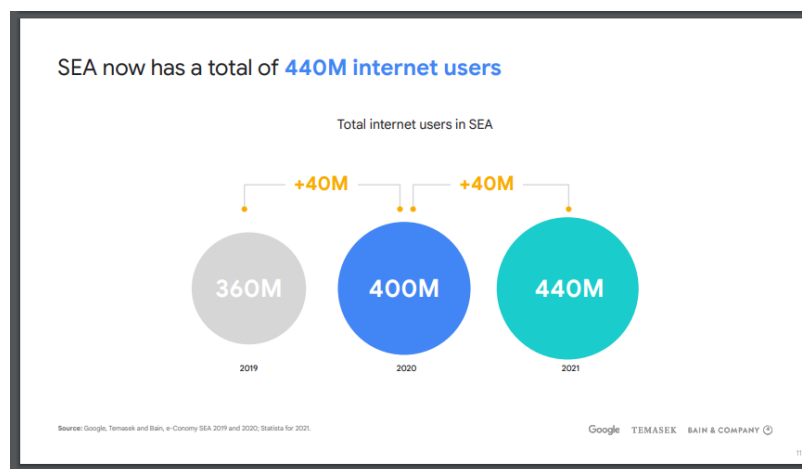 SEA now has a total of 440M internet users
Total internet users in SEA
+40M
+40M
360M
400M
440M
2019
2020
2021
Source: Google, Temasek and Bain, e-Conomy SEA 2019 and 2020; Statista for 2021.
Google TEMASEK BAIN & COMPANY
11